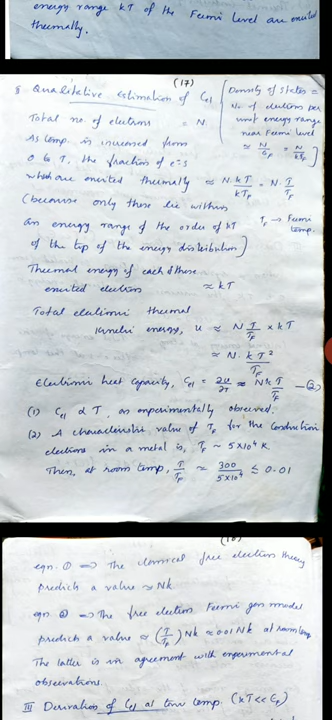 energy range kT of the Fermi level are excited
thermally.
(17)
§ Qualitative estimation of Cel
[Density of states =
No. of electrons per
unit energy range
near Fermi level
≈ N/εF = N/kTF
Total no of electrons = N
As temp. is increased from
0 to T, the fraction of e⁻s
which are excited thermally ≈ N·kT/kTF = N·T/TF
(because only those lie within
an energy range of the order of kT
TF → Fermi temp.
of the top of the energy distribution]
Thermal energy of each of these
excited electron ≈ kT
Total electronic thermal
kinetic energy, u ≈ N T/TF × kT
≈ N·kT²/TF
Electronic heat capacity, Cel = ∂u/∂T ≈ Nk T/TF —②
(1) Cel ∝ T, as experimentally observed.
(2) A characteristic value of TF for the conduction
electrons in a metal is, TF ~ 5×10⁴ K.
Then, at room temp, T/TF ≈ 300/5×10⁴ ≲ 0.01
eqn. ① ⇒ The classical free electron theory
predicts a value ≈ Nk.
eqn. ② ⇒ The free electron Fermi gas model
predicts a value ≈ (T/TF) Nk ≈ 0.01 Nk at room temp
The latter is in agreement with experimental
observations.
III Derivation of Cel at low temp. (kT<<εF)